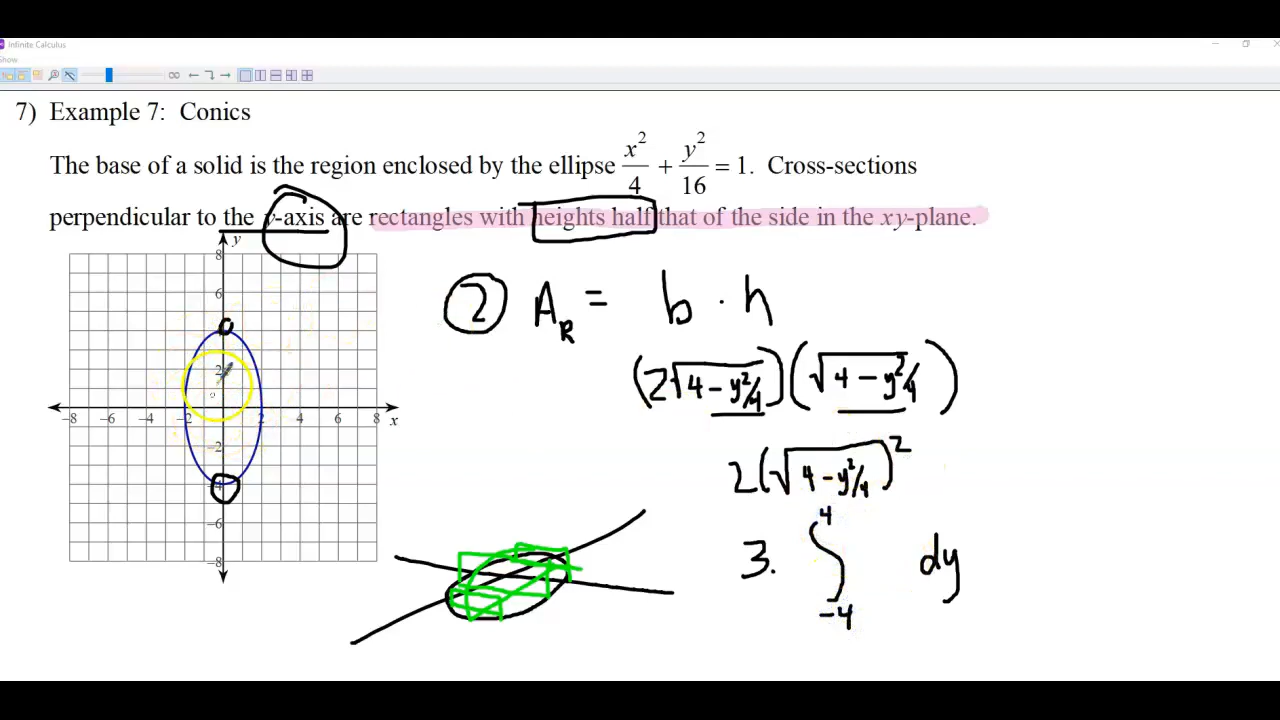 Infinite Calculus
Show
7) Example 7: Conics
The base of a solid is the region enclosed by the ellipse x²/4 + y²/16 = 1. Cross-sections
perpendicular to the y-axis are rectangles with heights half that of the side in the xy-plane.
y
8
6
2
-8 -6 -4 -2 2 4 6 8 x
-2
-4
-6
-8
② A_R = b · h
(2√(4 - y²/4))(√(4 - y²/4))
2(√(4 - y²/4))²
3. ∫_{-4}^{4} dy